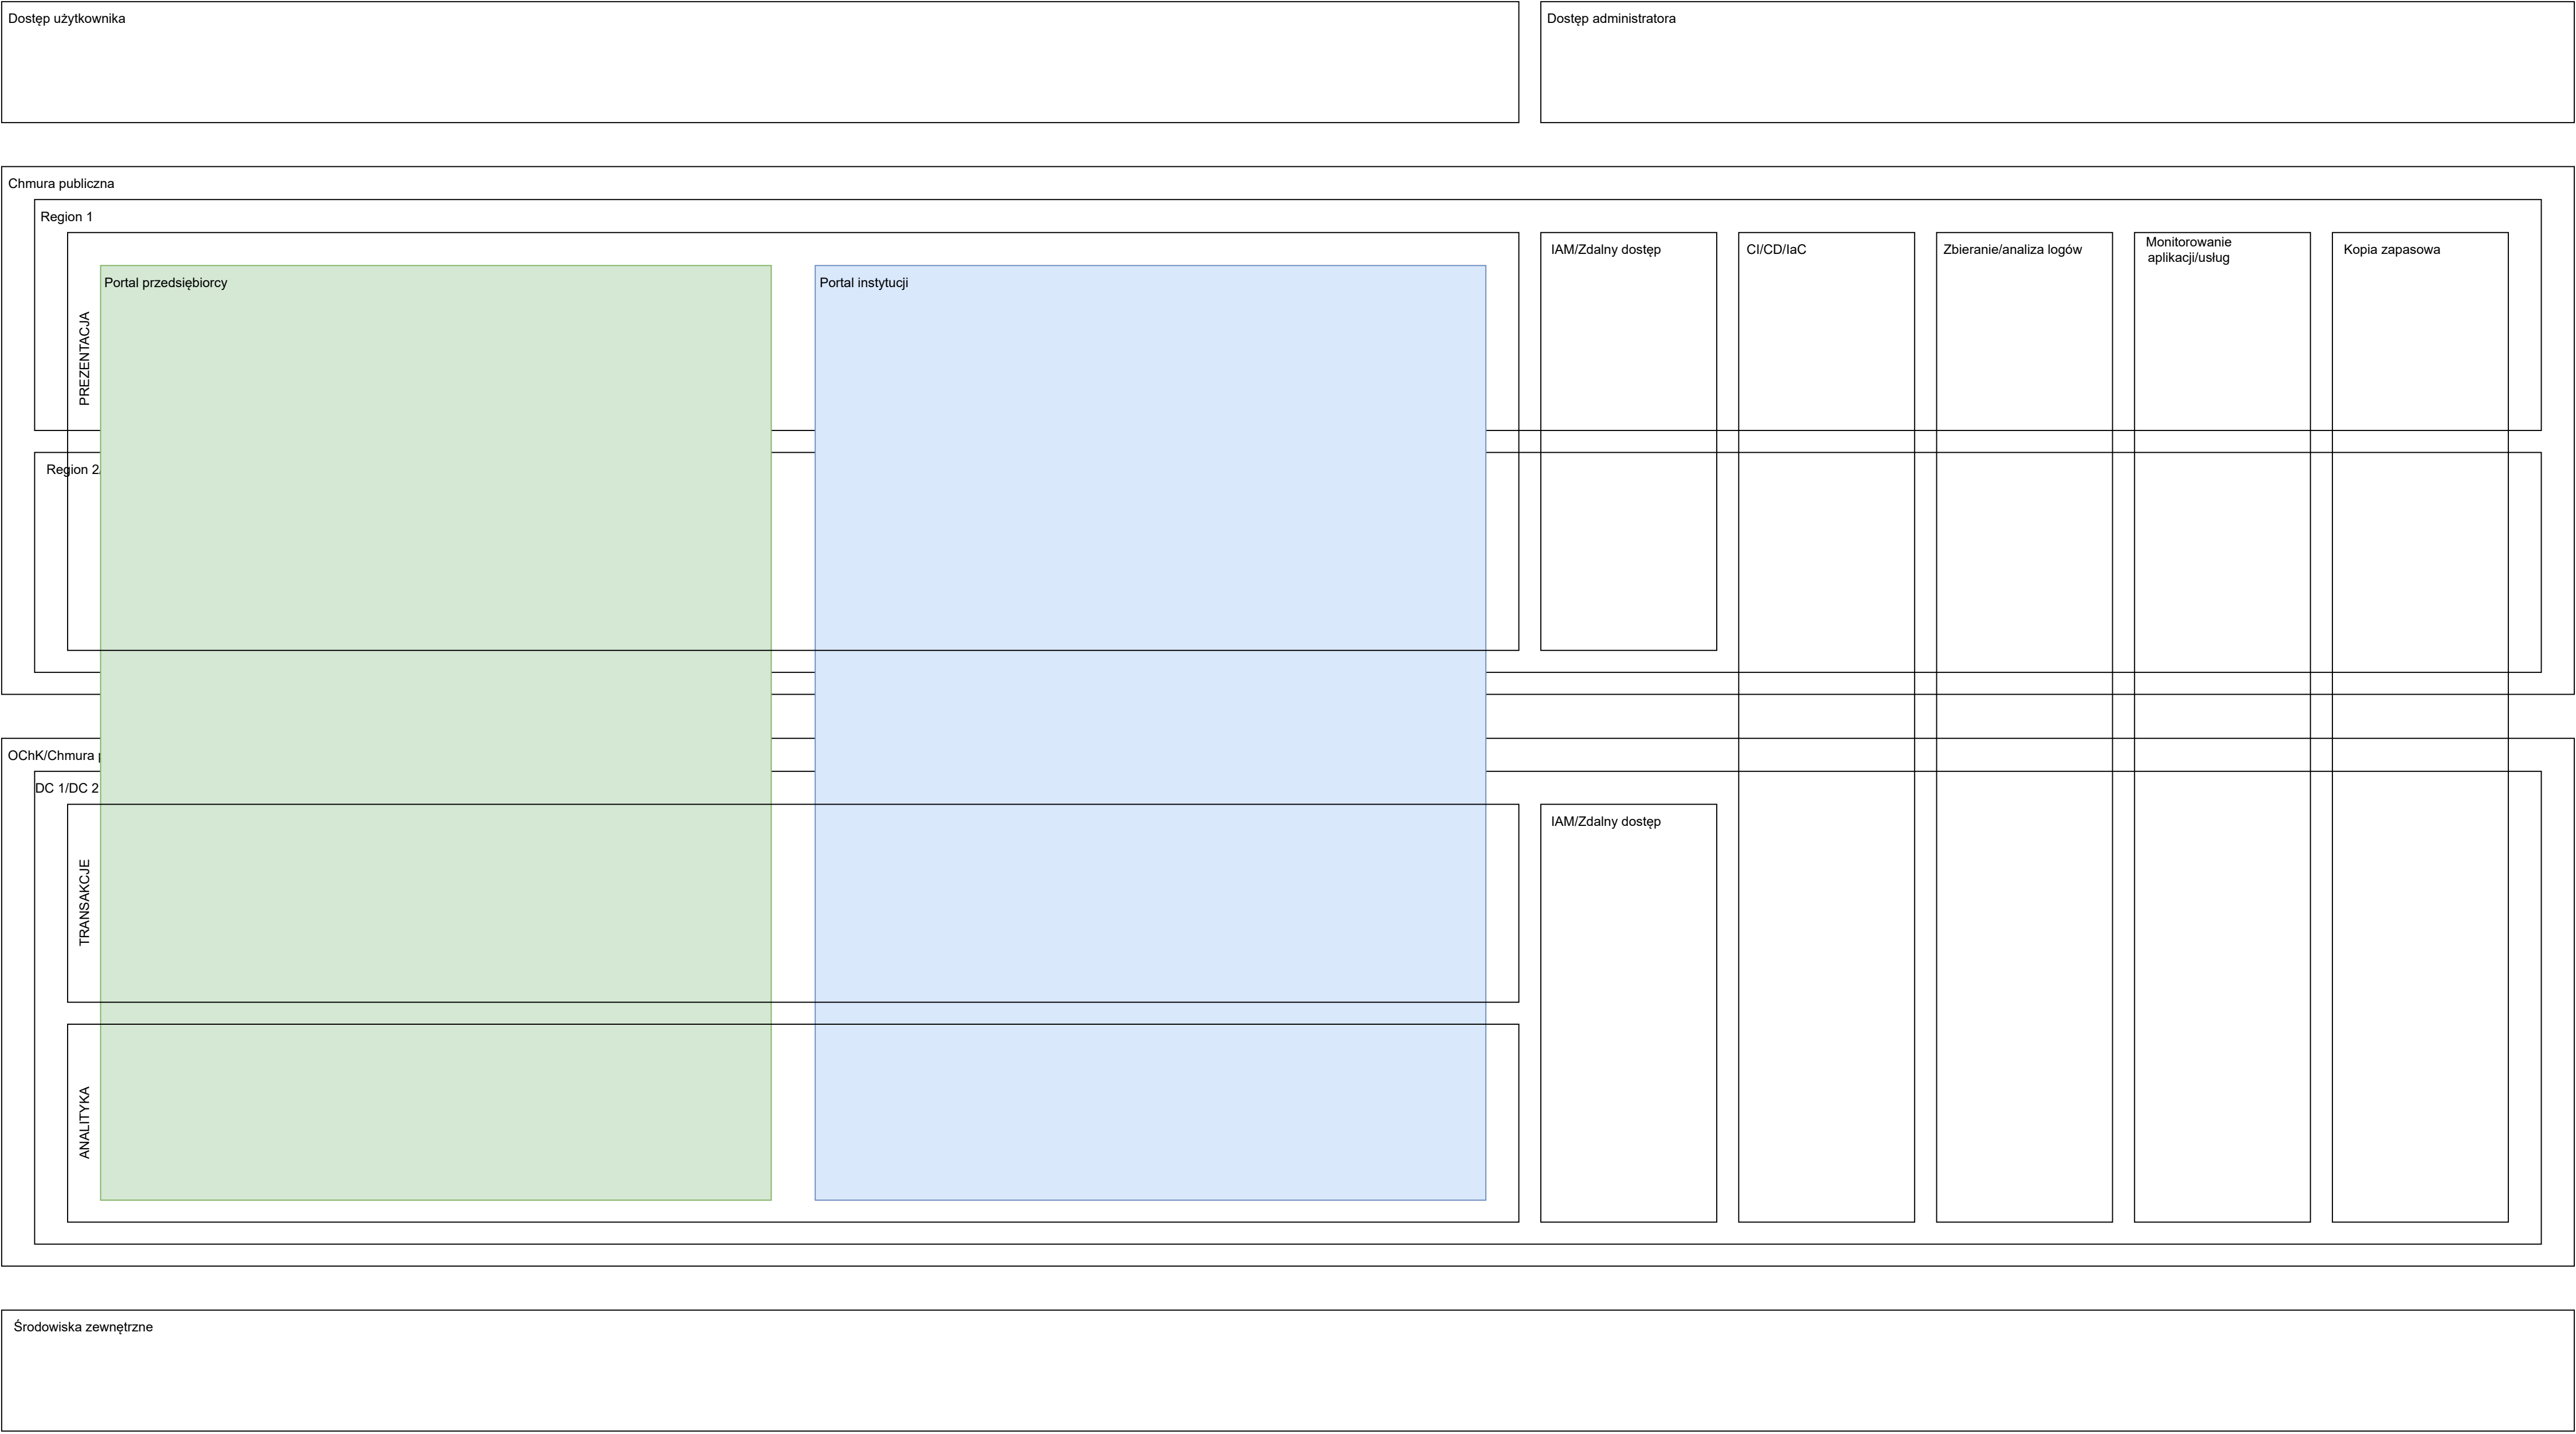 Dostęp użytkownika
Dostęp administratora
Chmura publiczna
Region 1
IAM/Zdalny dostęp
CI/CD/IaC
Zbieranie/analiza logów
Monitorowanie
aplikacji/usług
Kopia zapasowa
Portal przedsiębiorcy
Portal instytucji
PREZENTACJA
Region 2
OChK/Chmura
DC 1/DC 2
IAM/Zdalny dostęp
TRANSAKCJE
ANALITYKA
Środowiska zewnętrzne